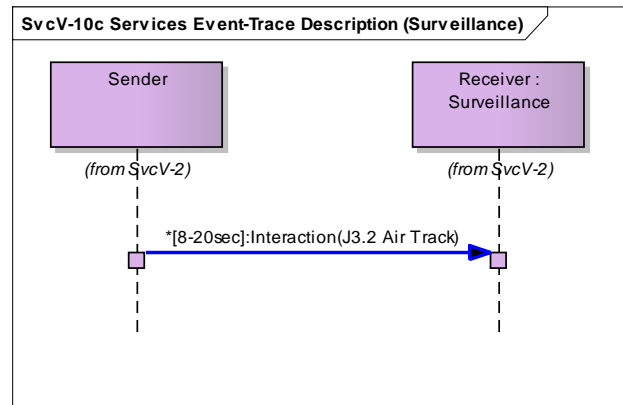 SvcV-10c Services Event-Trace Description (Surveillance)
Sender
Receiver :
Surveillance
(from SvcV-2)
(from SvcV-2)
*[8-20sec]:Interaction(J3.2 Air Track)